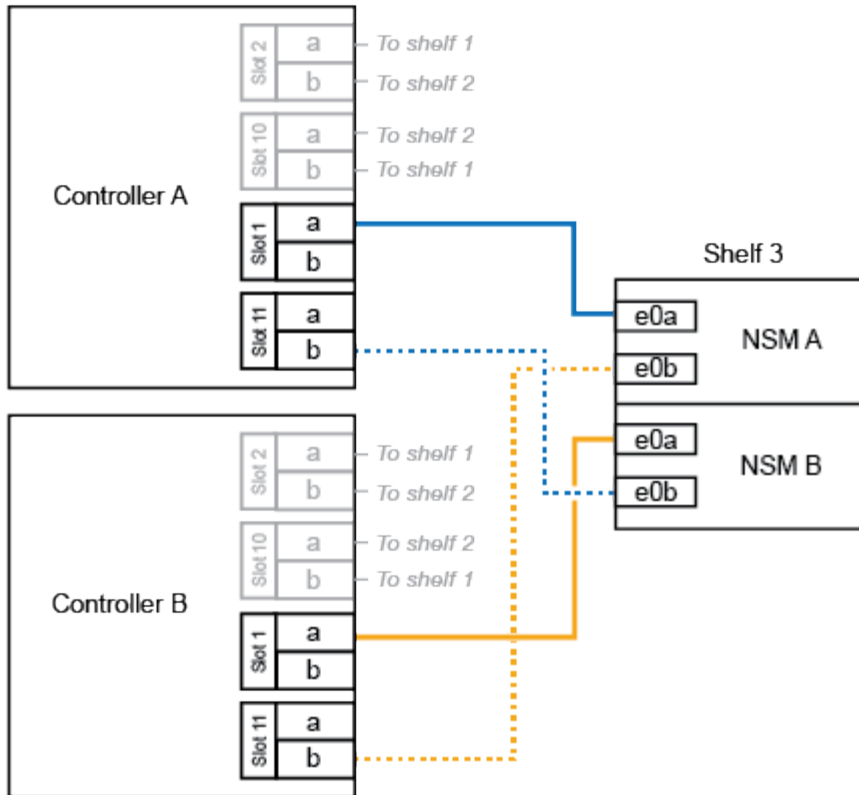 Controller A
Slot 2
a
To shelf 1
b
To shelf 2
Slot 10
a
To shelf 2
b
To shelf 1
Slot 1
a
b
Slot 11
a
b
Shelf 3
e0a
NSM A
e0b
e0a
NSM B
e0b
Controller B
Slot 2
a
To shelf 1
b
To shelf 2
Slot 10
a
To shelf 2
b
To shelf 1
Slot 1
a
b
Slot 11
a
b